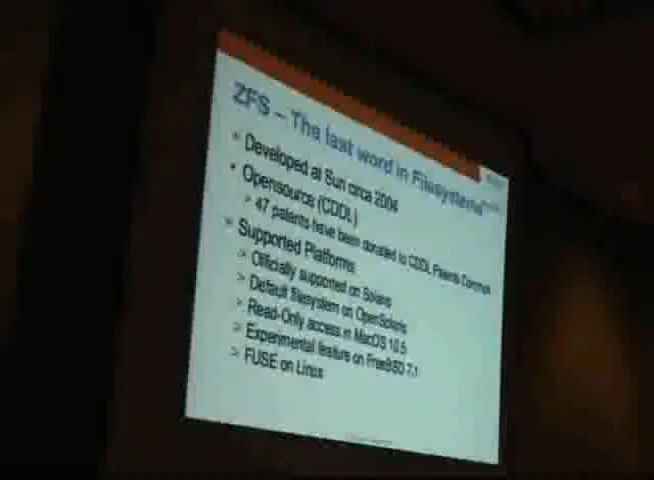 ZFS – The last word in Filesystems
• Developed at Sun circa 2004
• Opensource (CDDL)
> 47 patents have been donated to CDDL Patents Common
• Supported Platforms
> Officially supported on Solaris
> Default filesystem on OpenSolaris
> Read-Only access in MacOS 10.5
> Experimental feature on FreeBSD 7.1
> FUSE on Linux